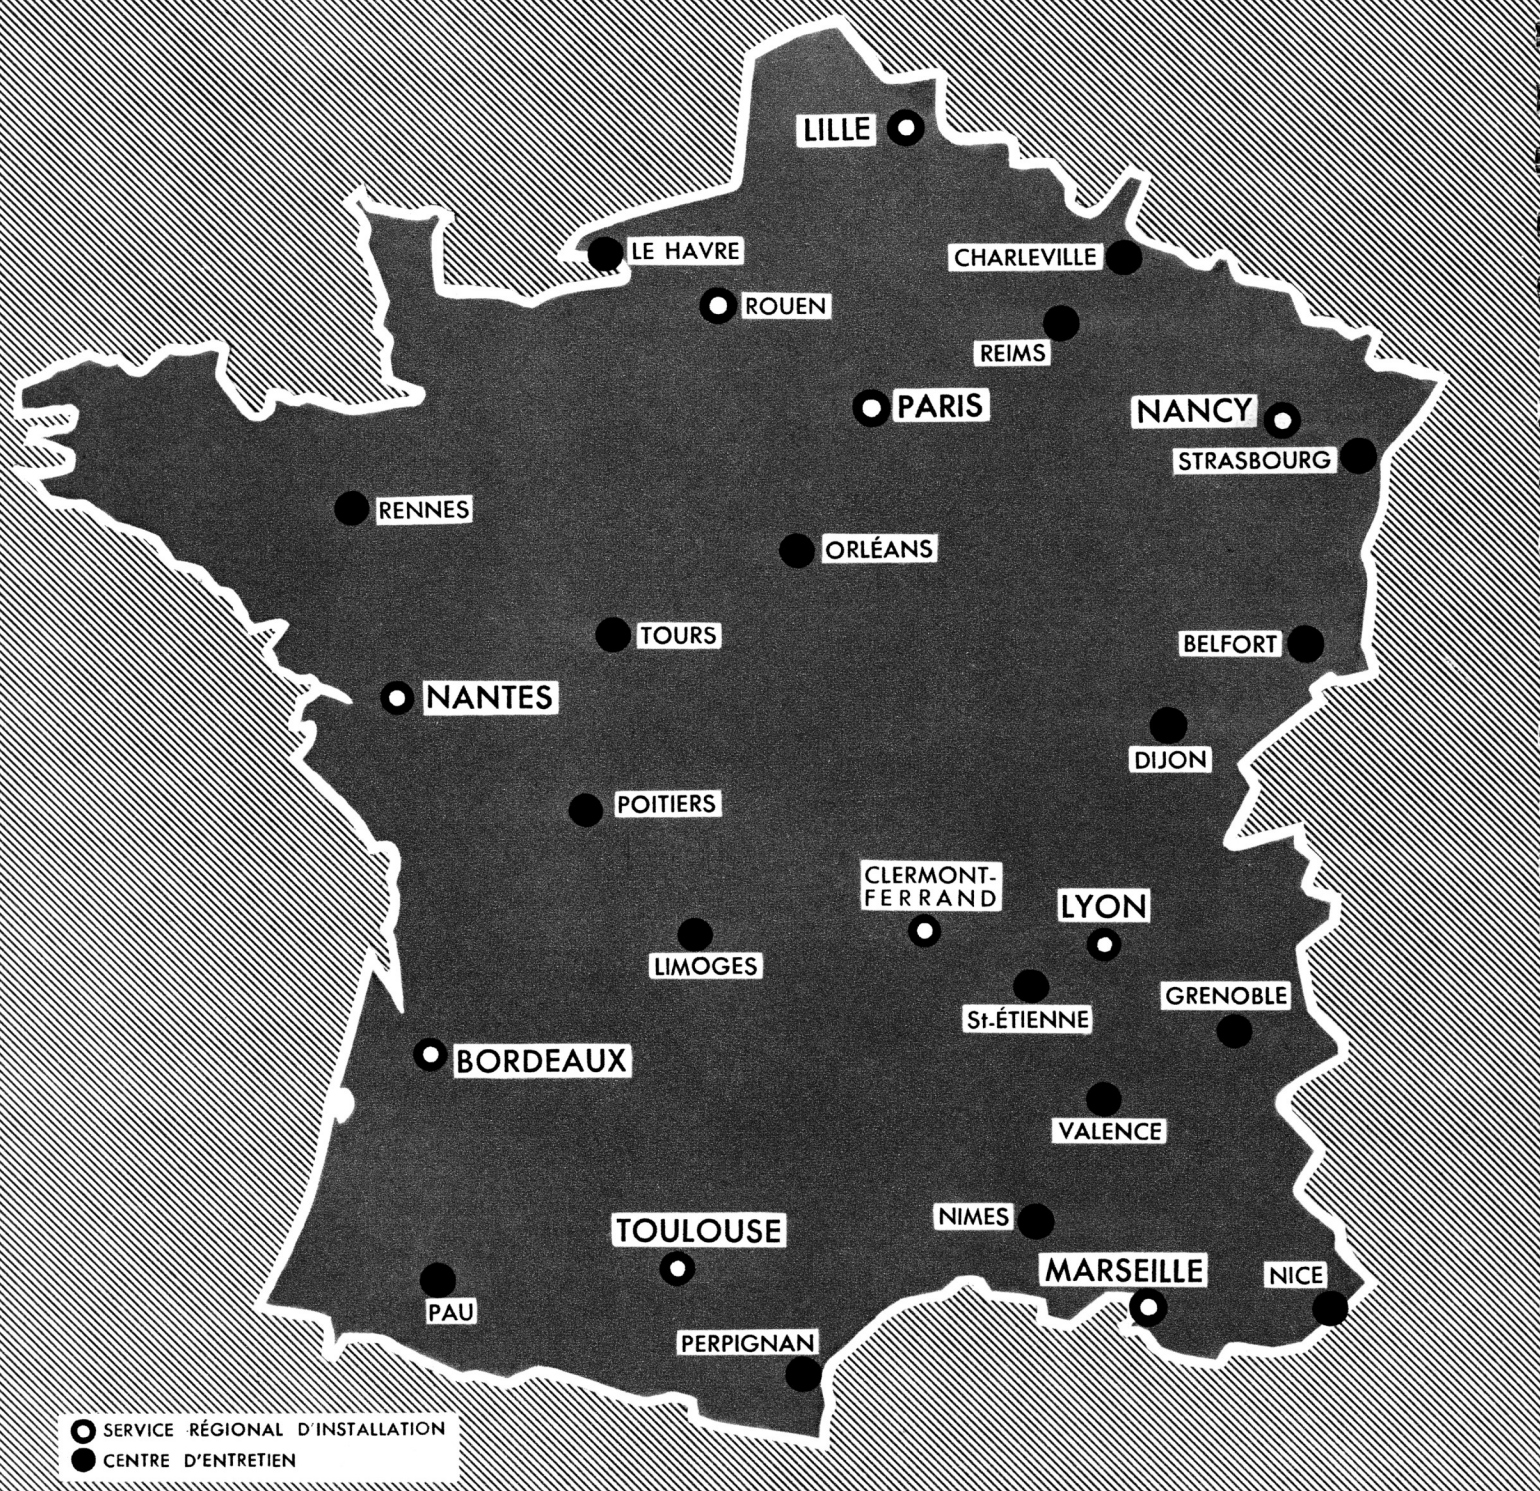 LILLE
LE HAVRE
CHARLEVILLE
ROUEN
REIMS
PARIS
NANCY
STRASBOURG
RENNES
ORLÉANS
TOURS
BELFORT
NANTES
DIJON
POITIERS
CLERMONT-
FERRAND
LYON
LIMOGES
GRENOBLE
St-ÉTIENNE
BORDEAUX
VALENCE
NIMES
TOULOUSE
MARSEILLE
NICE
PAU
PERPIGNAN
SERVICE RÉGIONAL D'INSTALLATION
CENTRE D'ENTRETIEN